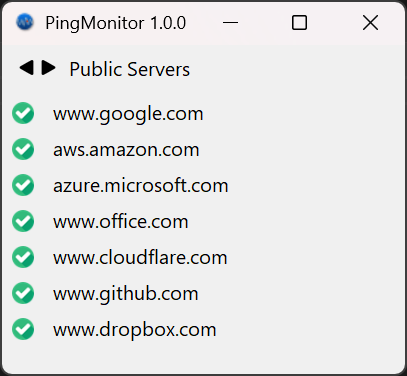 PingMonitor 1.0.0
Public Servers
www.google.com
aws.amazon.com
azure.microsoft.com
www.office.com
www.cloudflare.com
www.github.com
www.dropbox.com